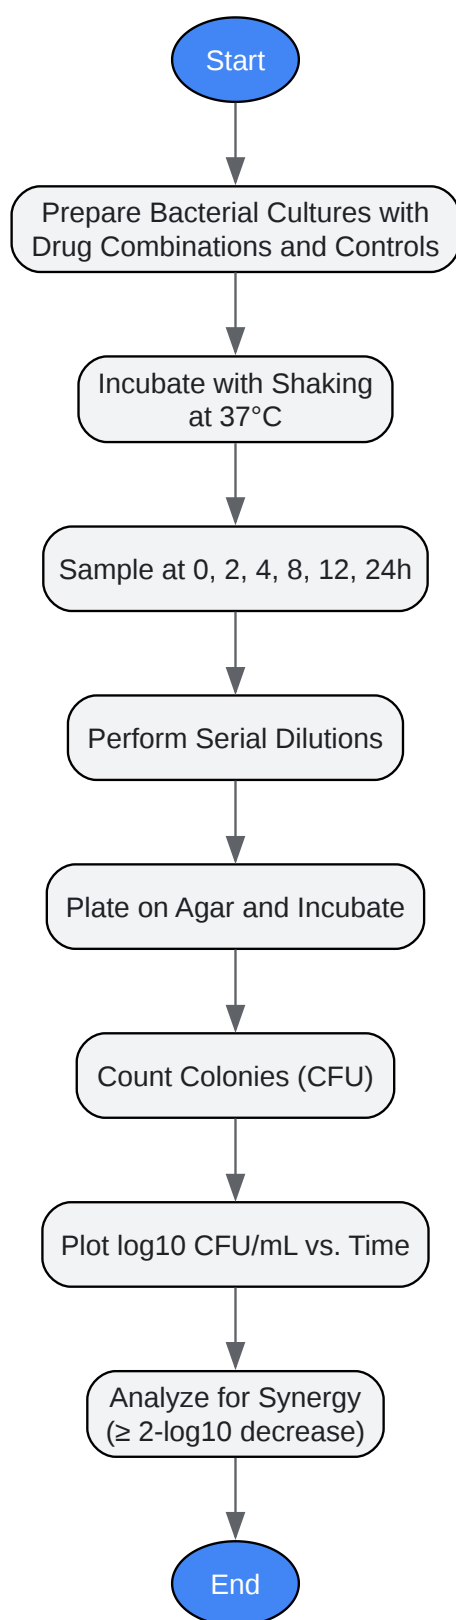 Start
Prepare Bacterial Cultures with
Drug Combinations and Controls
Incubate with Shaking
at 37°C
Sample at 0, 2, 4, 8, 12, 24h
Perform Serial Dilutions
Plate on Agar and Incubate
Count Colonies (CFU)
Plot log10 CFU/mL vs. Time
Analyze for Synergy
(≥ 2-log10 decrease)
End